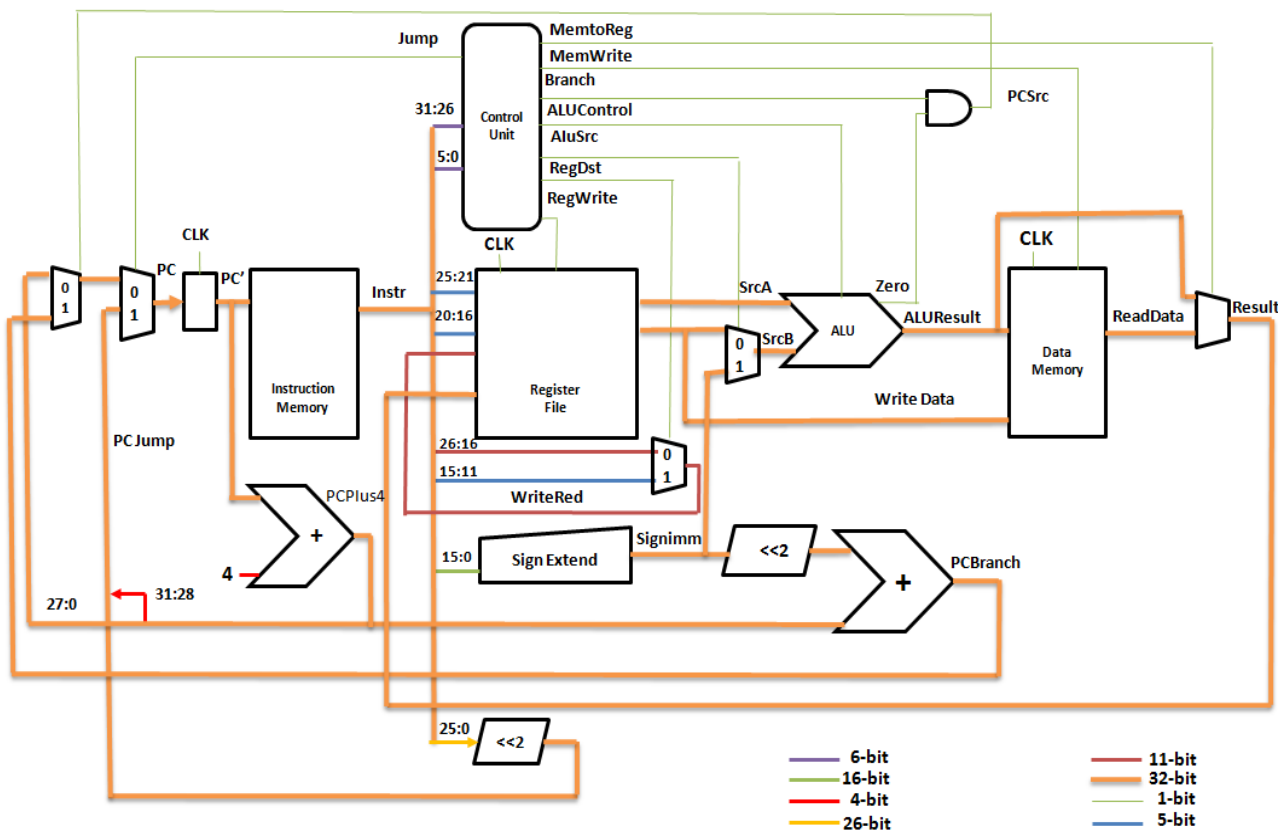 MemtoReg
Jump
MemWrite
Branch
PCSrc
31:26
Control
Unit
ALUControl
AluSrc
5:0
RegDst
RegWrite
CLK
CLK
CLK
PC
PC'
25:21
Instr
SrcA
Zero
0
1
0
1
20:16
0
1
SrcB
ALU
ALUResult
ReadData
Result
Instruction
Memory
Register
File
Data
Memory
Write Data
PC Jump
26:16
0
15:11
1
WriteRed
PCPlus4
+
4
15:0
Sign Extend
Signimm
<<2
PCBranch
+
27:0
31:28
25:0
<<2
6-bit
11-bit
16-bit
32-bit
4-bit
1-bit
26-bit
5-bit